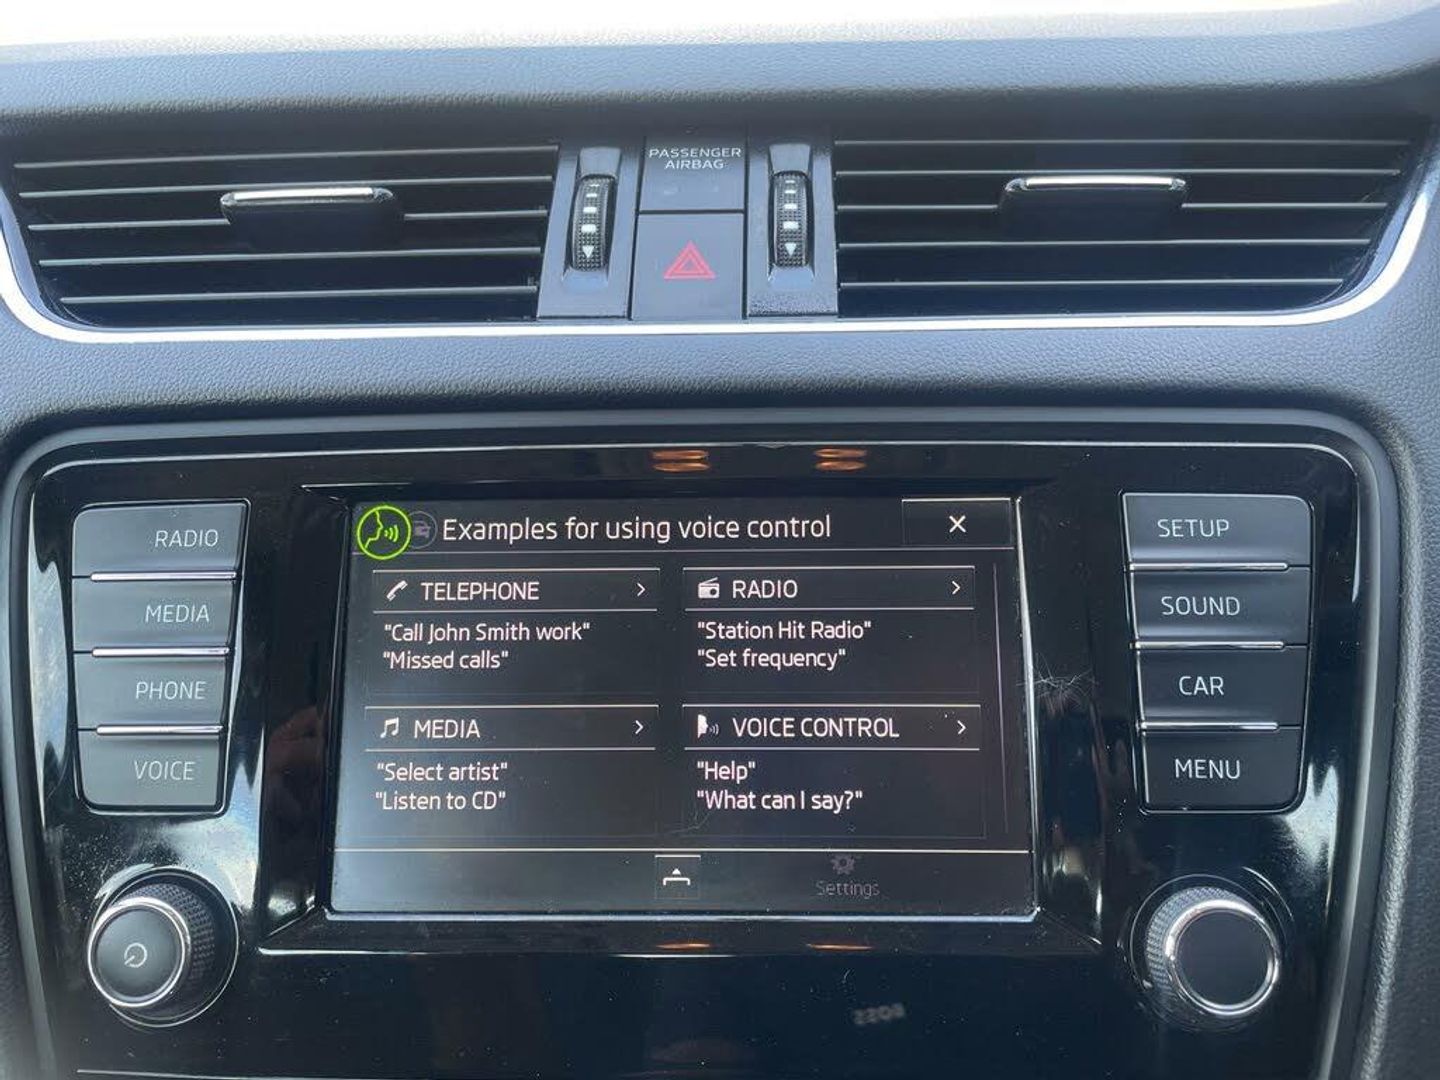 PASSENGER
AIRBAG
RADIO
MEDIA
PHONE
VOICE
Examples for using voice control
TELEPHONE
"Call John Smith work"
"Missed calls"
RADIO
"Station Hit Radio"
"Set frequency"
MEDIA
"Select artist"
"Listen to CD"
VOICE CONTROL
"Help"
"What can I say?"
Settings
SETUP
SOUND
CAR
MENU